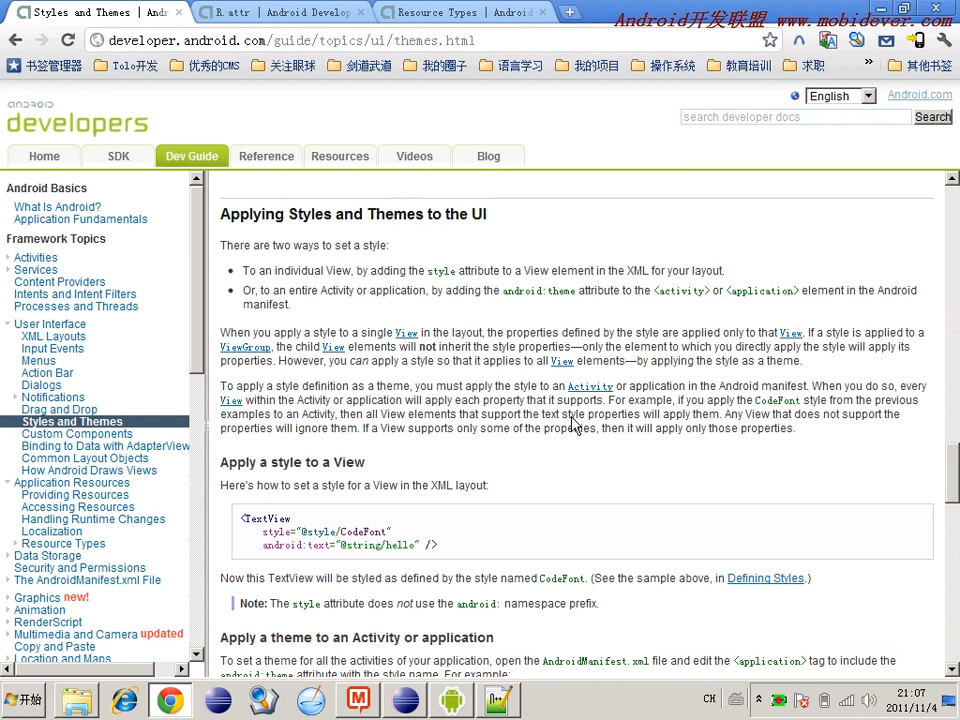 Styles and Themes | Andr
R.attr | Android Develop
Resource Types | Android
Android开发联盟 www.mobidever.com
developer.android.com/guide/topics/ui/themes.html
书签管理器 Tolo开发 优秀的CMS 关注眼球 剑道武道 我的圈子 语言学习 我的项目 操作系统 教育培训 求职 » 其他书签
English Android.com
android
developers
search developer docs Search
Home SDK Dev Guide Reference Resources Videos Blog
Android Basics
What Is Android?
Application Fundamentals
Framework Topics
Activities
Services
Content Providers
Intents and Intent Filters
Processes and Threads
User Interface
XML Layouts
Input Events
Menus
Action Bar
Dialogs
Notifications
Drag and Drop
Styles and Themes
Custom Components
Binding to Data with AdapterView
Common Layout Objects
How Android Draws Views
Application Resources
Providing Resources
Accessing Resources
Handling Runtime Changes
Localization
Resource Types
Data Storage
Security and Permissions
The AndroidManifest.xml File
Graphics new!
Animation
RenderScript
Multimedia and Camera updated
Copy and Paste
Location and Maps
Applying Styles and Themes to the UI
There are two ways to set a style:
• To an individual View, by adding the style attribute to a View element in the XML for your layout.
• Or, to an entire Activity or application, by adding the android:theme attribute to the <activity> or <application> element in the Android
manifest.
When you apply a style to a single View in the layout, the properties defined by the style are applied only to that View. If a style is applied to a
ViewGroup, the child View elements will not inherit the style properties—only the element to which you directly apply the style will apply its
properties. However, you can apply a style so that it applies to all View elements—by applying the style as a theme.
To apply a style definition as a theme, you must apply the style to an Activity or application in the Android manifest. When you do so, every
View within the Activity or application will apply each property that it supports. For example, if you apply the CodeFont style from the previous
examples to an Activity, then all View elements that support the text style properties will apply them. Any View that does not support the
properties will ignore them. If a View supports only some of the properties, then it will apply only those properties.
Apply a style to a View
Here's how to set a style for a View in the XML layout:
<TextView
style="@style/CodeFont"
android:text="@string/hello" />
Now this TextView will be styled as defined by the style named CodeFont. (See the sample above, in Defining Styles.)
Note: The style attribute does not use the android: namespace prefix.
Apply a theme to an Activity or application
To set a theme for all the activities of your application, open the AndroidManifest.xml file and edit the <application> tag to include the
android:theme attribute with the style name. For example:
开始
CH
21:07
2011/11/4